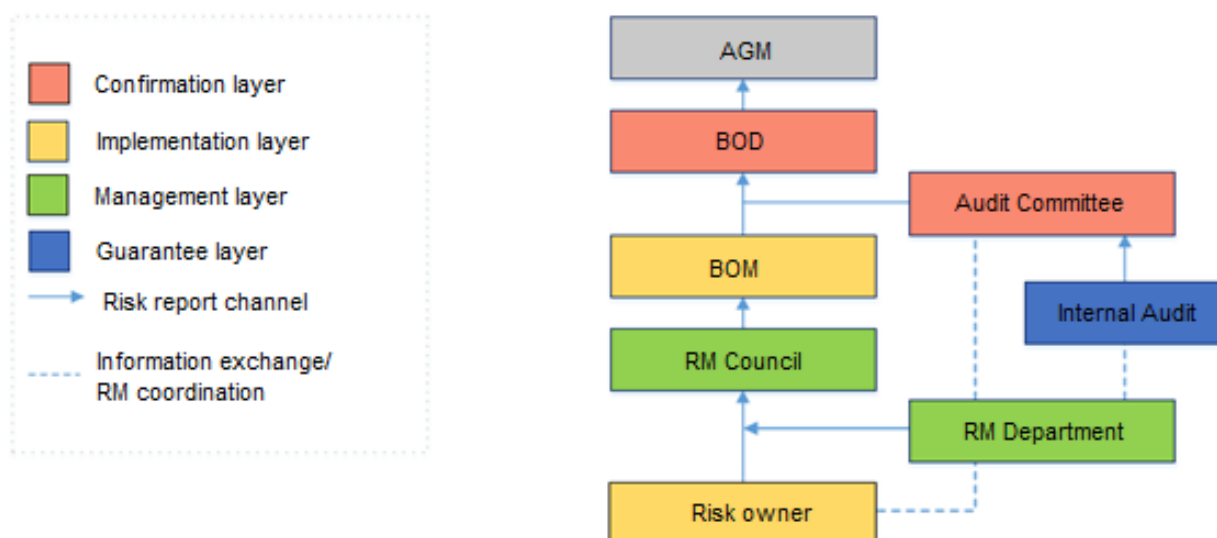 Confirmation layer
Implementation layer
Management layer
Guarantee layer
Risk report channel
Information exchange/
RM coordination
AGM
BOD
Audit Committee
BOM
Internal Audit
RM Council
RM Department
Risk owner